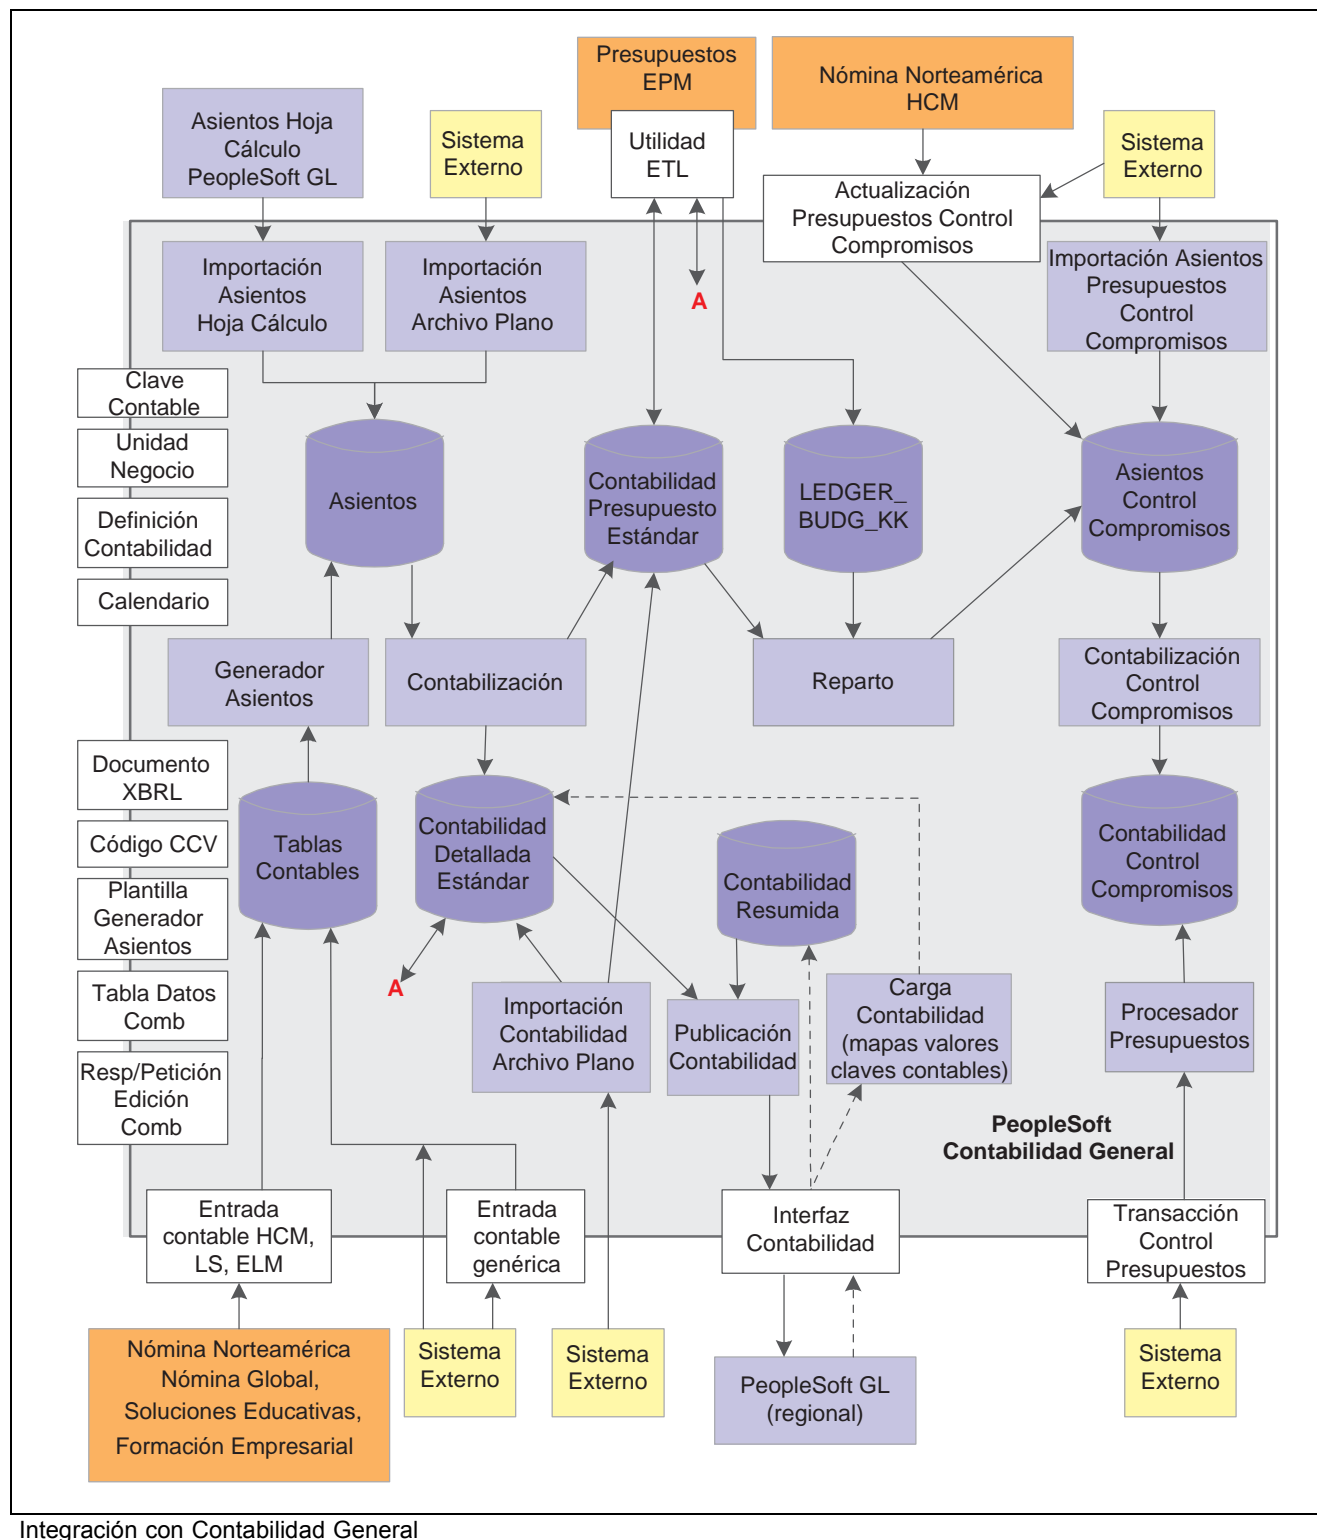 Presupuestos
EPM
Nómina Norteamérica
HCM
Asientos Hoja
Cálculo
PeopleSoft GL
Sistema
Externo
Utilidad
ETL
Sistema
Externo
Actualización
Presupuestos Control
Compromisos
Importación
Asientos
Hoja Cálculo
Importación
Asientos
Archivo Plano
A
Importación Asientos
Presupuestos
Control
Compromisos
Clave
Contable
Unidad
Negocio
Definición
Contabilidad
Calendario
Asientos
Contabilidad
Presupuesto
Estándar
LEDGER_
BUDG_KK
Asientos
Control
Compromisos
Generador
Asientos
Contabilización
Reparto
Contabilización
Control
Compromisos
Documento
XBRL
Código CCV
Plantilla
Generador
Asientos
Tabla Datos
Comb
Resp/Petición
Edición
Comb
Tablas
Contables
Contabilidad
Detallada
Estándar
Contabilidad
Resumida
Contabilidad
Control
Compromisos
A
Importación
Contabilidad
Archivo Plano
Publicación
Contabilidad
Carga
Contabilidad
(mapas valores
claves contables)
Procesador
Presupuestos
PeopleSoft
Contabilidad General
Entrada
contable HCM,
LS, ELM
Entrada
contable
genérica
Interfaz
Contabilidad
Transacción
Control
Presupuestos
Nómina Norteamérica
Nómina Global,
Soluciones Educativas,
Formación Empresarial
Sistema
Externo
Sistema
Externo
PeopleSoft GL
(regional)
Sistema
Externo
Integración con Contabilidad General